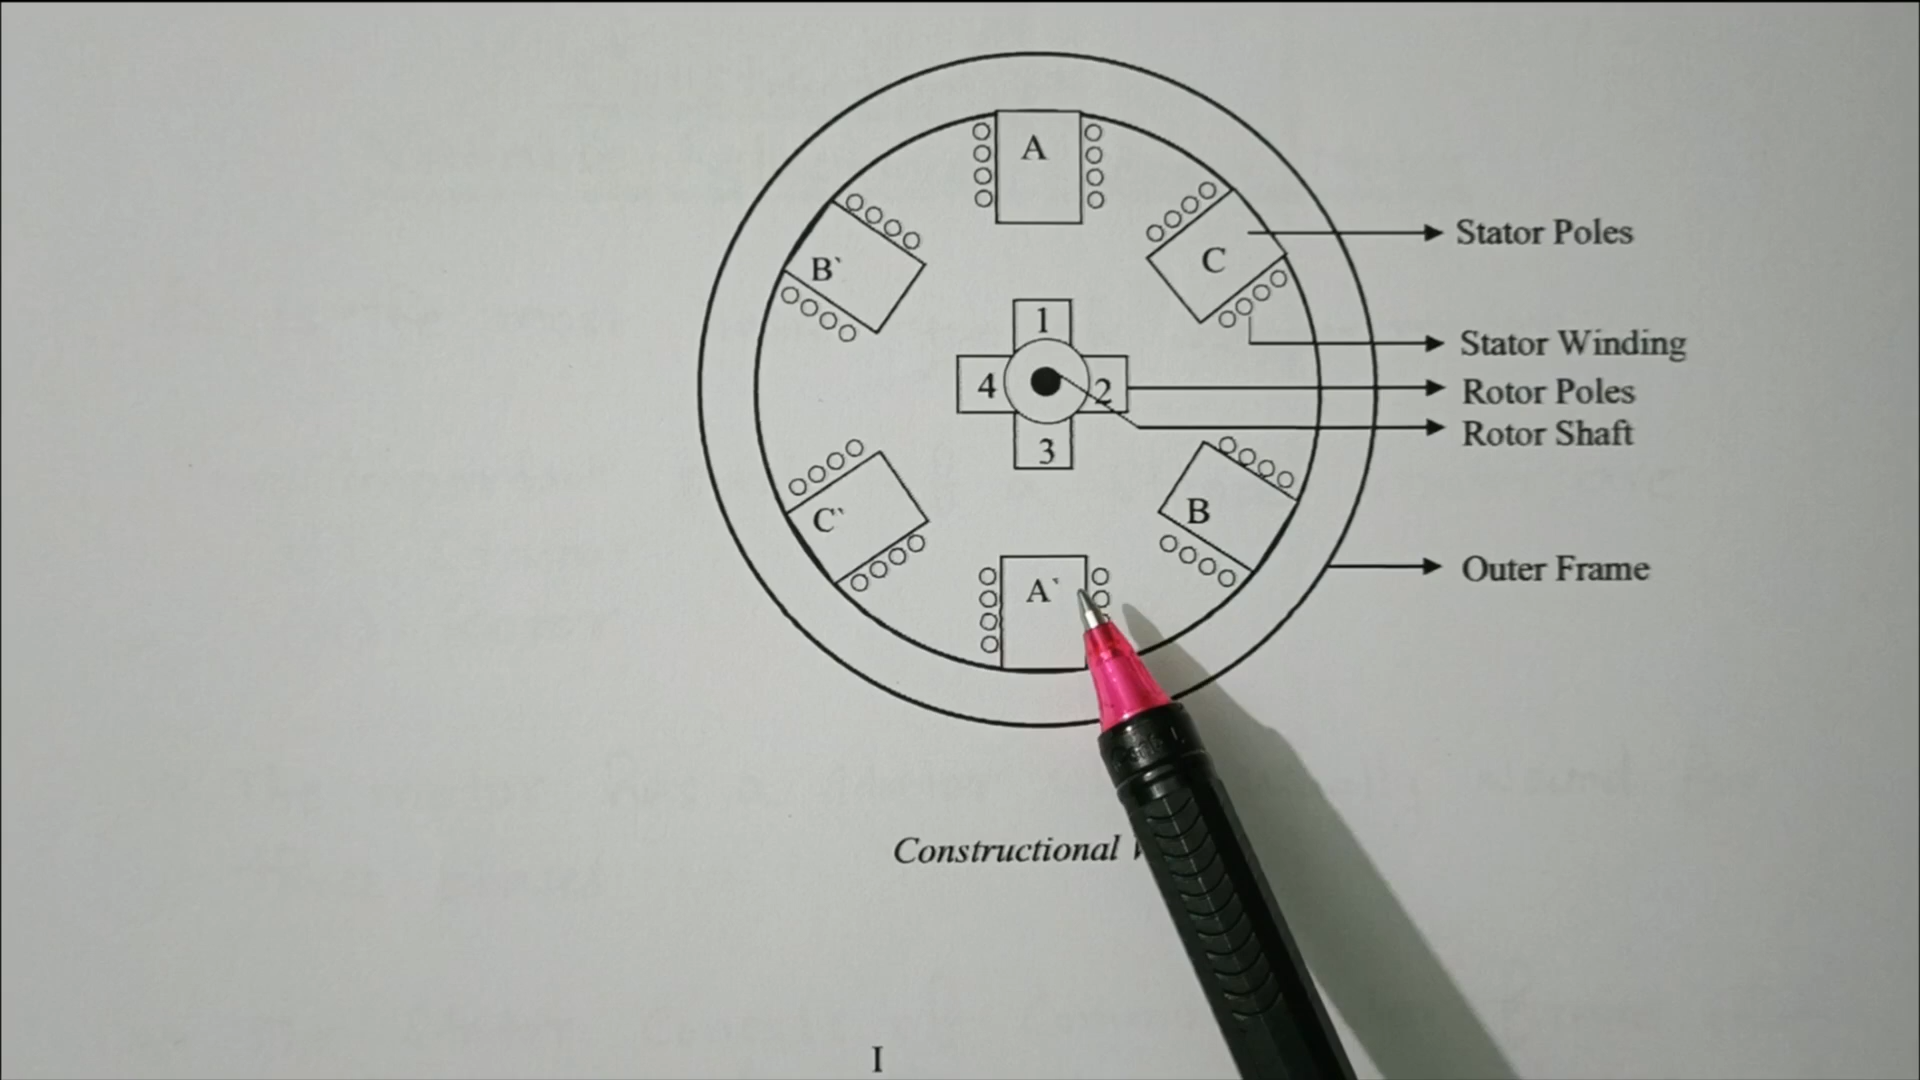 A
C
B`
Stator Poles
1
Stator Winding
4
2
Rotor Poles
Rotor Shaft
3
C`
B
A`
Outer Frame
Constructional
I